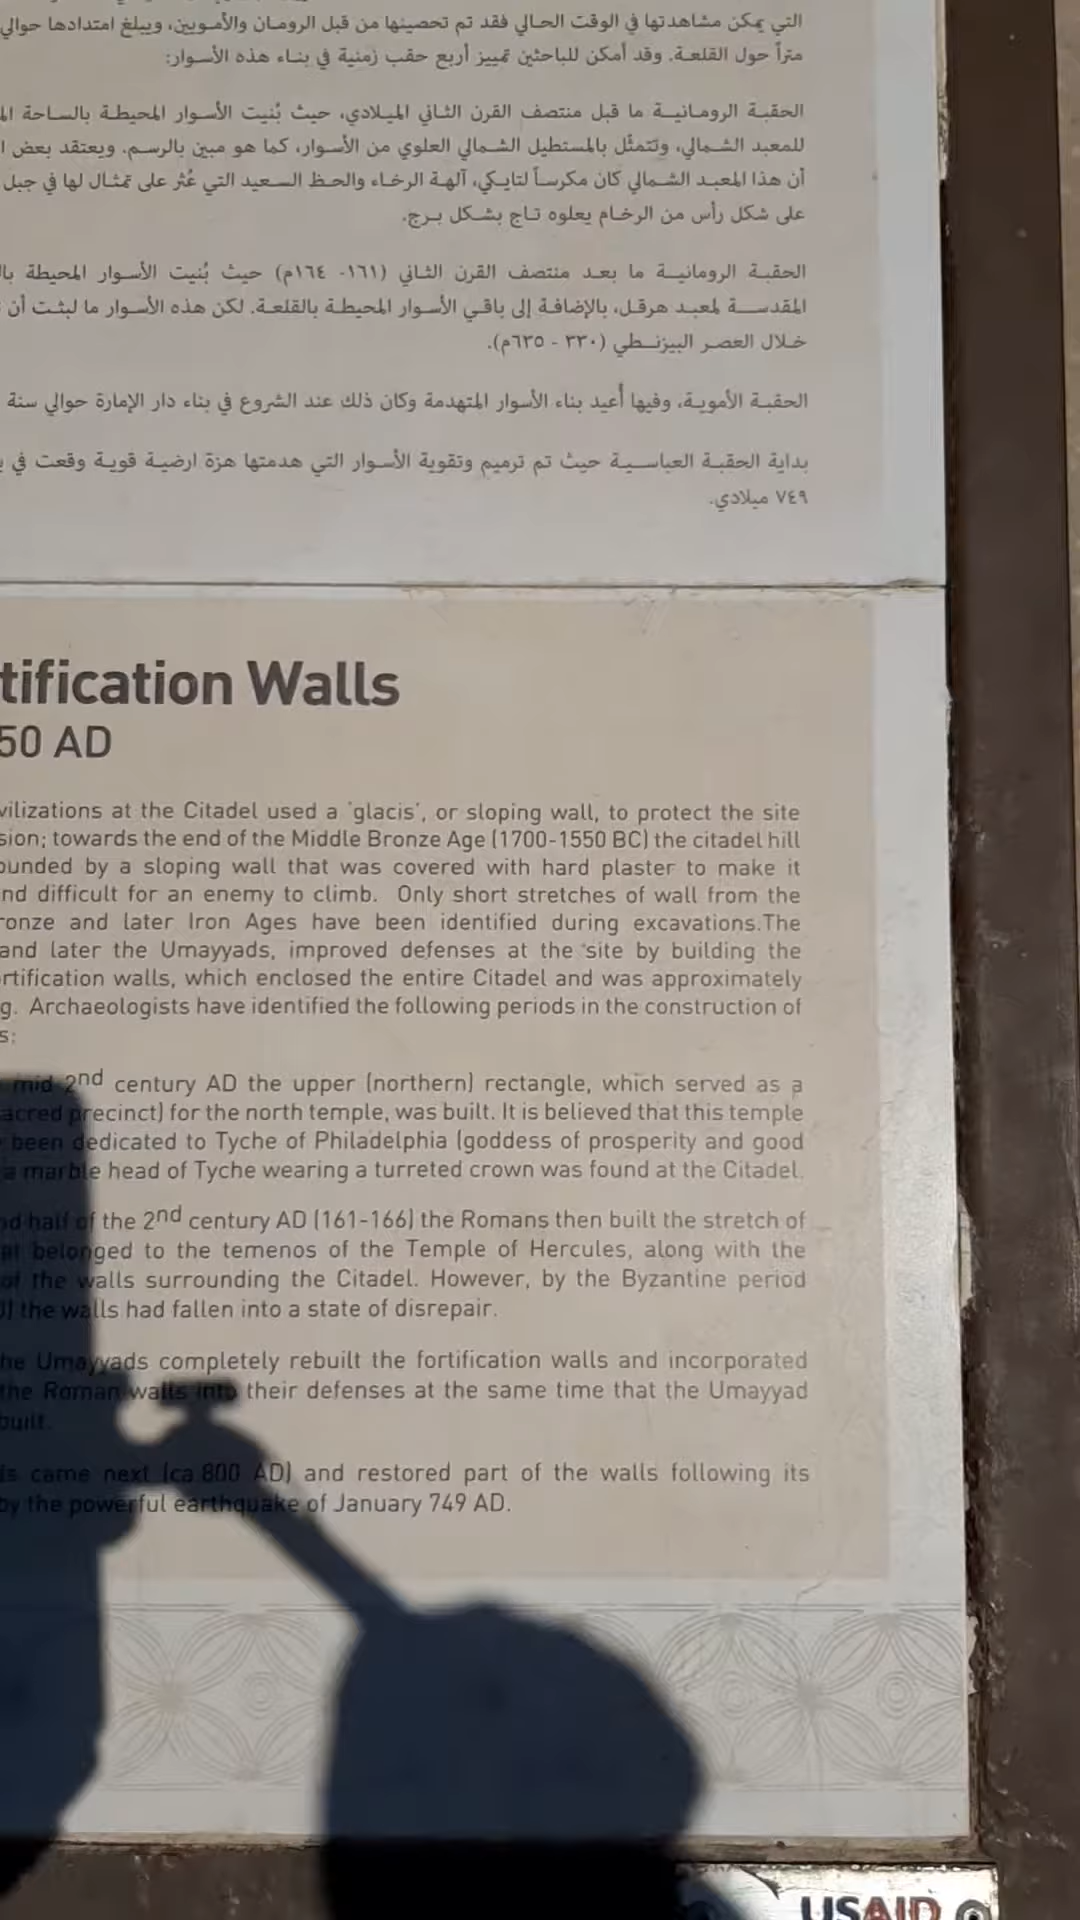 التي يمكن مشاهدتها في الوقت الحالي فقد تم تحصينها من قبل الرومان والأمويين، ويبلغ امتدادها حوالي
متراً حول القلعة. وقد أمكن للباحثين تمييز أربع حقب زمنية في بناء هذه الأسوار:
الحقبة الرومانية ما قبل منتصف القرن الثاني الميلادي، حيث بُنيت الأسوار المحيطة بالساحة
للمعبد الشمالي، وتتمثّل بالمستطيل الشمالي العلوي من الأسوار، كما هو مبين بالرسم. ويعتقد بعض
أن هذا المعبد الشمالي كان مكرساً لتايكي، آلهة الرخاء والحظ السعيد التي عُثر على تمثال لها في جبل
على شكل رأس من الرخام يعلوه تاج بشكل برج.
الحقبة الرومانية ما بعد منتصف القرن الثاني (١٦١- ١٦٤م) حيث بُنيت الأسوار المحيطة
المقدسة لمعبد هرقل، بالإضافة إلى باقي الأسوار المحيطة بالقلعة. لكن هذه الأسوار ما لبثت أن
خلال العصر البيزنطي (٣٣٠ - ٦٣٥م).
الحقبة الأموية، وفيها أُعيد بناء الأسوار المتهدمة وكان ذلك عند الشروع في بناء دار الإمارة حوالي سنة
بداية الحقبة العباسية حيث تم ترميم وتقوية الأسوار التي هدمتها هزة ارضية قوية وقعت في
٧٤٩ ميلادي.
tification Walls
50 AD
vilizations at the Citadel used a 'glacis', or sloping wall, to protect the site
sion; towards the end of the Middle Bronze Age (1700-1550 BC) the citadel hill
ounded by a sloping wall that was covered with hard plaster to make it
nd difficult for an enemy to climb. Only short stretches of wall from the
ronze and later Iron Ages have been identified during excavations.The
and later the Umayyads, improved defenses at the site by building the
rtification walls, which enclosed the entire Citadel and was approximately
g. Archaeologists have identified the following periods in the construction of
s:
mid 2nd century AD the upper (northern) rectangle, which served as a
acred precinct) for the north temple, was built. It is believed that this temple
been dedicated to Tyche of Philadelphia (goddess of prosperity and good
a marble head of Tyche wearing a turreted crown was found at the Citadel.
nd half of the 2nd century AD (161-166) the Romans then built the stretch of
at belonged to the temenos of the Temple of Hercules, along with the
of the walls surrounding the Citadel. However, by the Byzantine period
) the walls had fallen into a state of disrepair.
he Umayyads completely rebuilt the fortification walls and incorporated
the Roman walls into their defenses at the same time that the Umayyad
built.
ds came next (ca 800 AD) and restored part of the walls following its
by the powerful earthquake of January 749 AD.
USAID